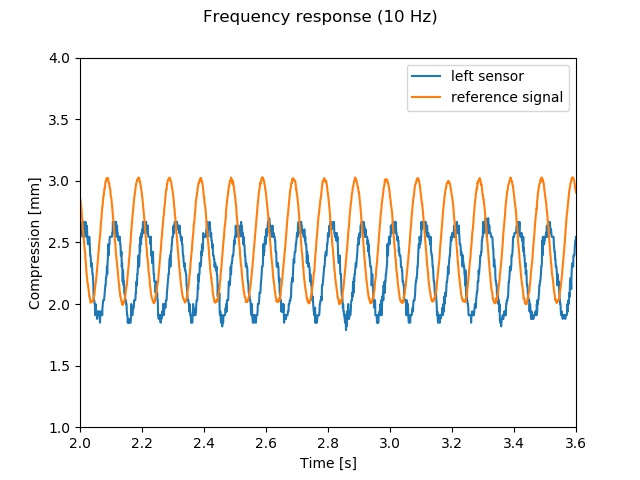 Frequency response (10 Hz)
left sensor
reference signal
4.0
3.5
3.0
2.5
2.0
1.5
1.0
Compression [mm]
2.0 2.2 2.4 2.6 2.8 3.0 3.2 3.4 3.6
Time [s]